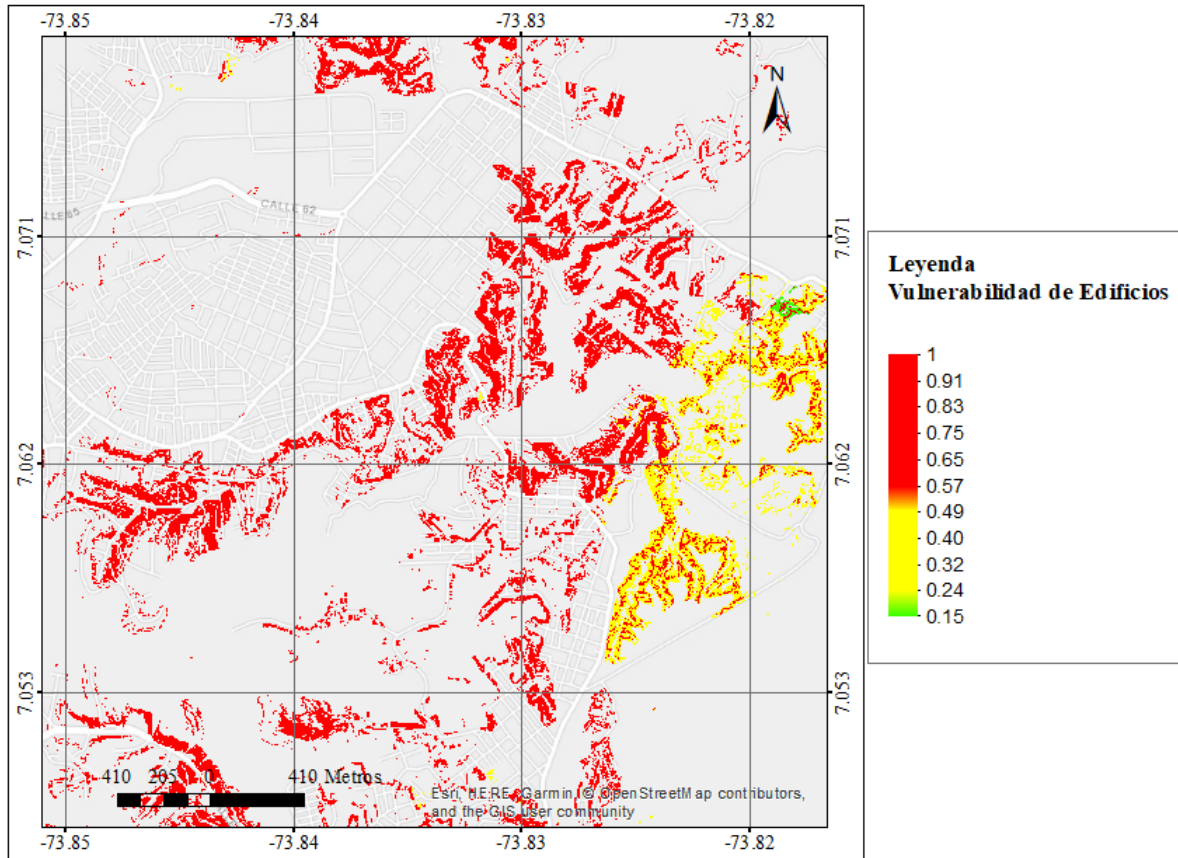 -73.85 -73.84 -73.83 -73.82
N
CALLE 62
LLE 65
7.071 7.071
7.062 7.062
7.053 7.053
410 205 0 410 Metros
Esri, HERE, Garmin, © OpenStreetMap contributors,
and the GIS user community
-73.85 -73.84 -73.83 -73.82
Leyenda
Vulnerabilidad de Edificios
1
0.91
0.83
0.75
0.65
0.57
0.49
0.40
0.32
0.24
0.15